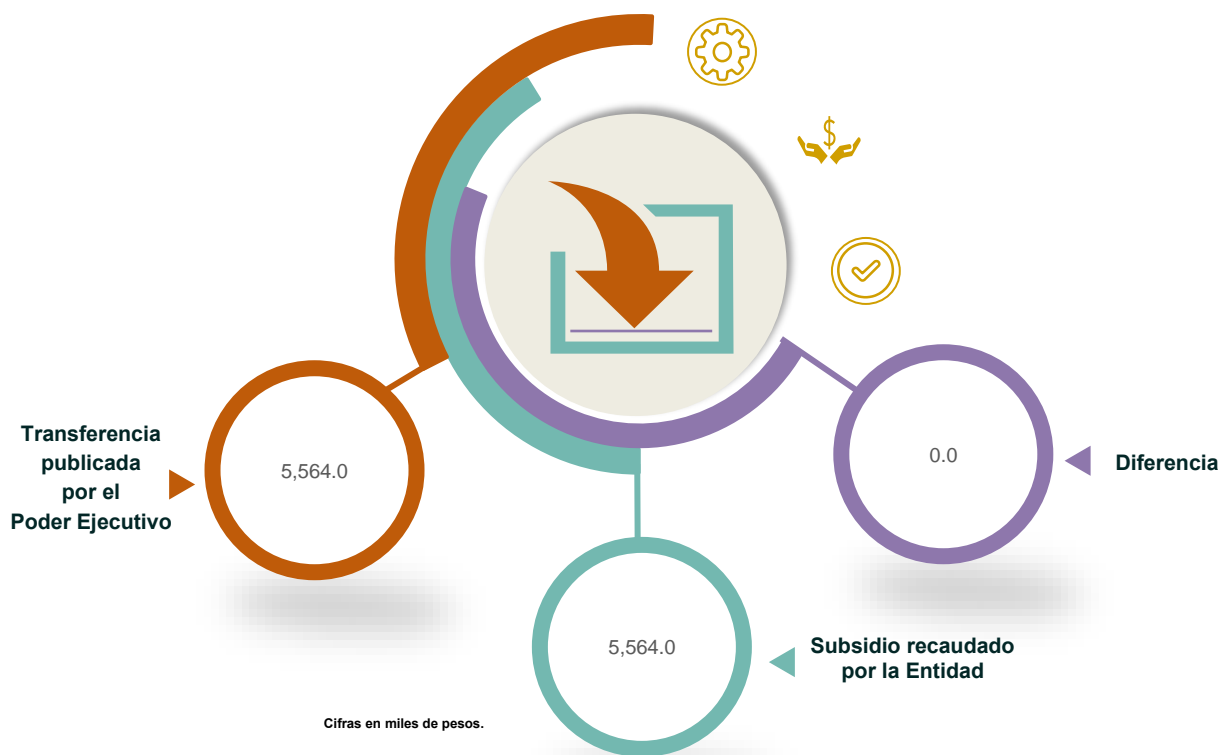 $
Transferencia
publicada
por el
Poder Ejecutivo
5,564.0
0.0
Diferencia
5,564.0
Subsidio recaudado
por la Entidad
Cifras en miles de pesos.